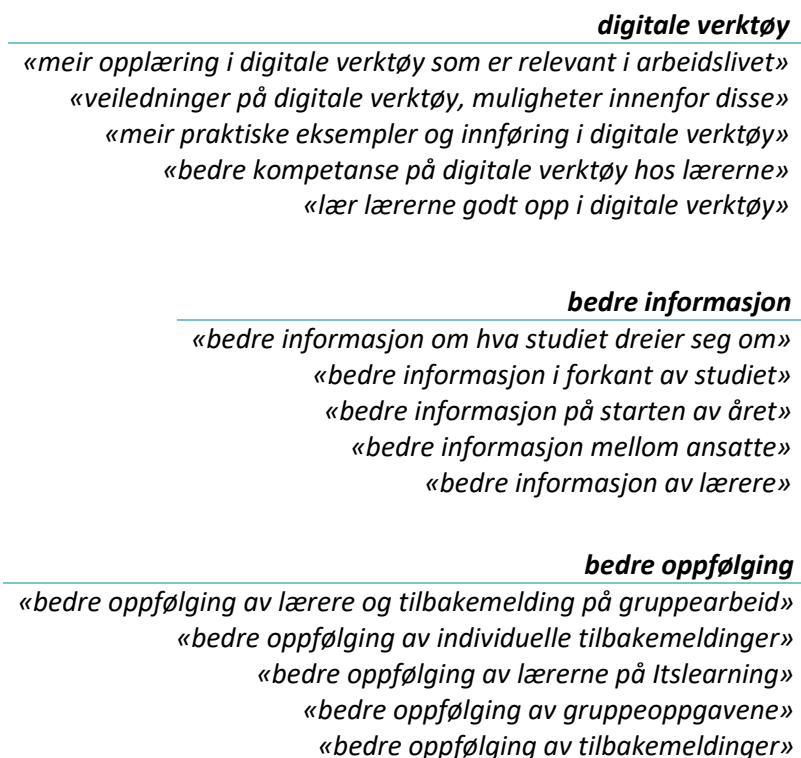 digitale verktøy
«meir opplæring i digitale verktøy som er relevant i arbeidslivet»
«veiledninger på digitale verktøy, muligheter innenfor disse»
«meir praktiske eksempler og innføring i digitale verktøy»
«bedre kompetanse på digitale verktøy hos lærerne»
«lær lærerne godt opp i digitale verktøy»
bedre informasjon
«bedre informasjon om hva studiet dreier seg om»
«bedre informasjon i forkant av studiet»
«bedre informasjon på starten av året»
«bedre informasjon mellom ansatte»
«bedre informasjon av lærere»
bedre oppfølging
«bedre oppfølging av lærere og tilbakemelding på gruppearbeid»
«bedre oppfølging av individuelle tilbakemeldinger»
«bedre oppfølging av lærerne på Itslearning»
«bedre oppfølging av gruppeoppgavene»
«bedre oppfølging av tilbakemeldinger»